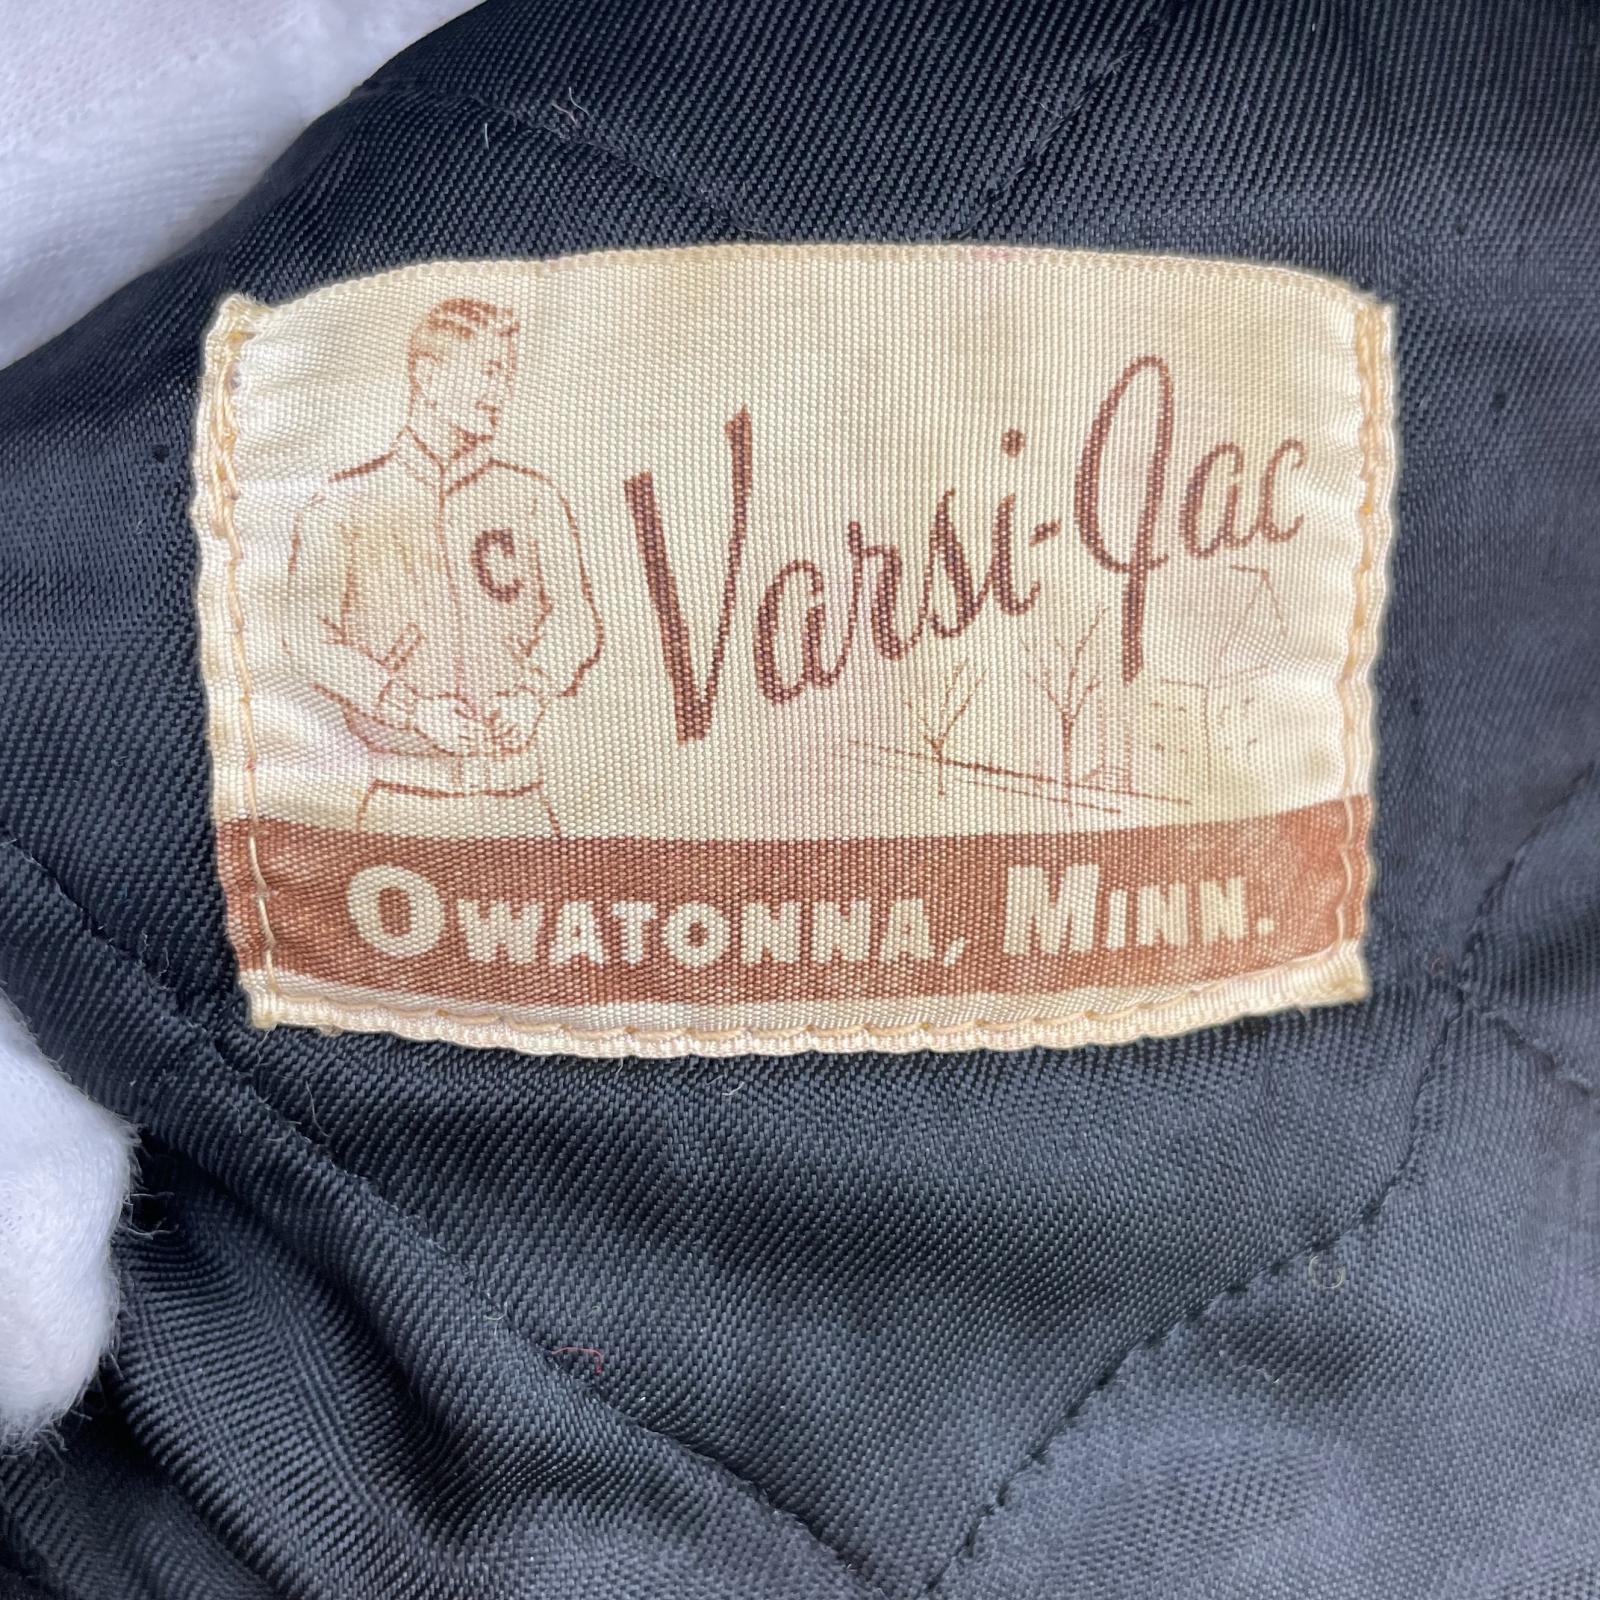 C
Varsi-Jac
OWATONNA, MINN.